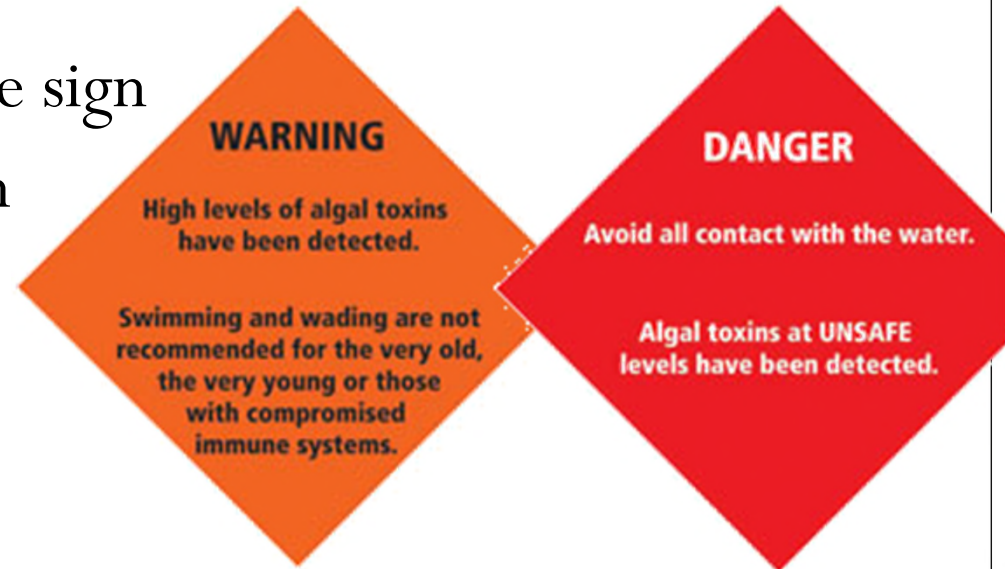 e sign
n
WARNING
High levels of algal toxins
have been detected.
Swimming and wading are not
recommended for the very old,
the very young or those
with compromised
immune systems.
DANGER
Avoid all contact with the water.
Algal toxins at UNSAFE
levels have been detected.